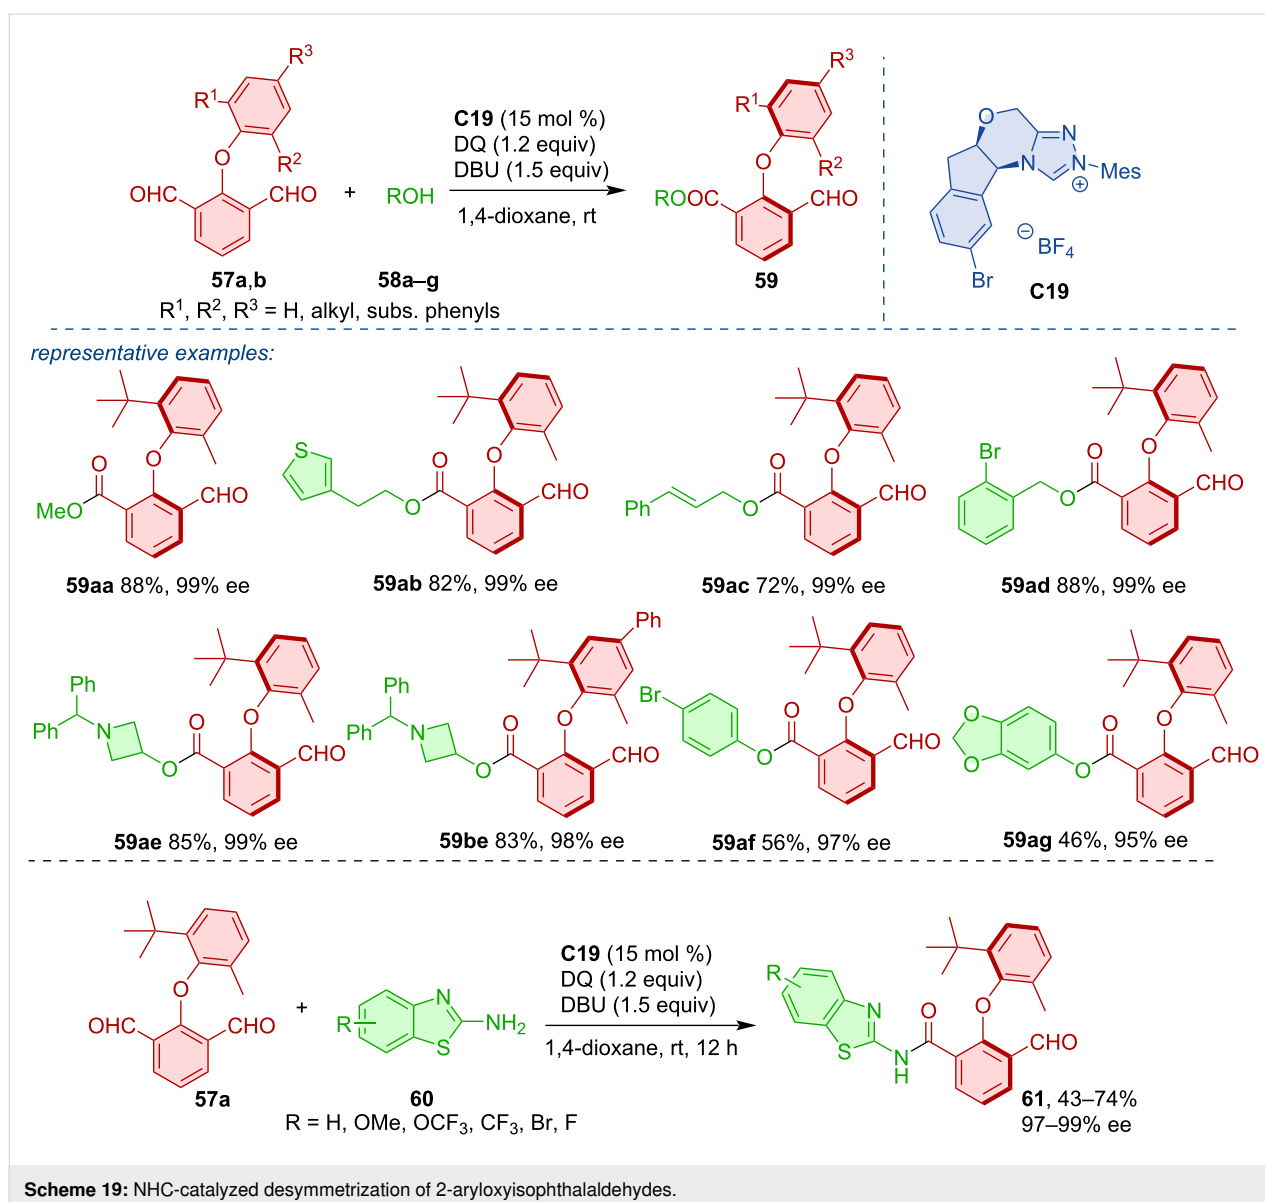 R1
R3
O
R2
OHC
CHO
57a,b
R1, R2, R3 = H, alkyl, subs. phenyls
+
ROH
58a–g
C19 (15 mol %)
DQ (1.2 equiv)
DBU (1.5 equiv)
1,4-dioxane, rt
R1
R3
O
R2
ROOC
CHO
59
O
N
N
N
+
Mes
−
BF4
Br
C19
representative examples:
O
O
MeO
CHO
59aa 88%, 99% ee
S
O
O
O
CHO
59ab 82%, 99% ee
Ph
O
O
O
CHO
59ac 72%, 99% ee
Br
O
O
O
CHO
59ad 88%, 99% ee
Ph
Ph
N
O
O
O
CHO
59ae 85%, 99% ee
Ph
Ph
N
O
O
O
Ph
CHO
59be 83%, 98% ee
Br
O
O
O
CHO
59af 56%, 97% ee
O
O
O
O
O
CHO
59ag 46%, 95% ee
O
OHC
CHO
57a
+
R
N
S
NH2
60
R = H, OMe, OCF3, CF3, Br, F
C19 (15 mol %)
DQ (1.2 equiv)
DBU (1.5 equiv)
1,4-dioxane, rt, 12 h
R
N
S
N
H
O
O
CHO
61, 43–74%
97–99% ee
Scheme 19: NHC-catalyzed desymmetrization of 2-aryloxyisophthalaldehydes.